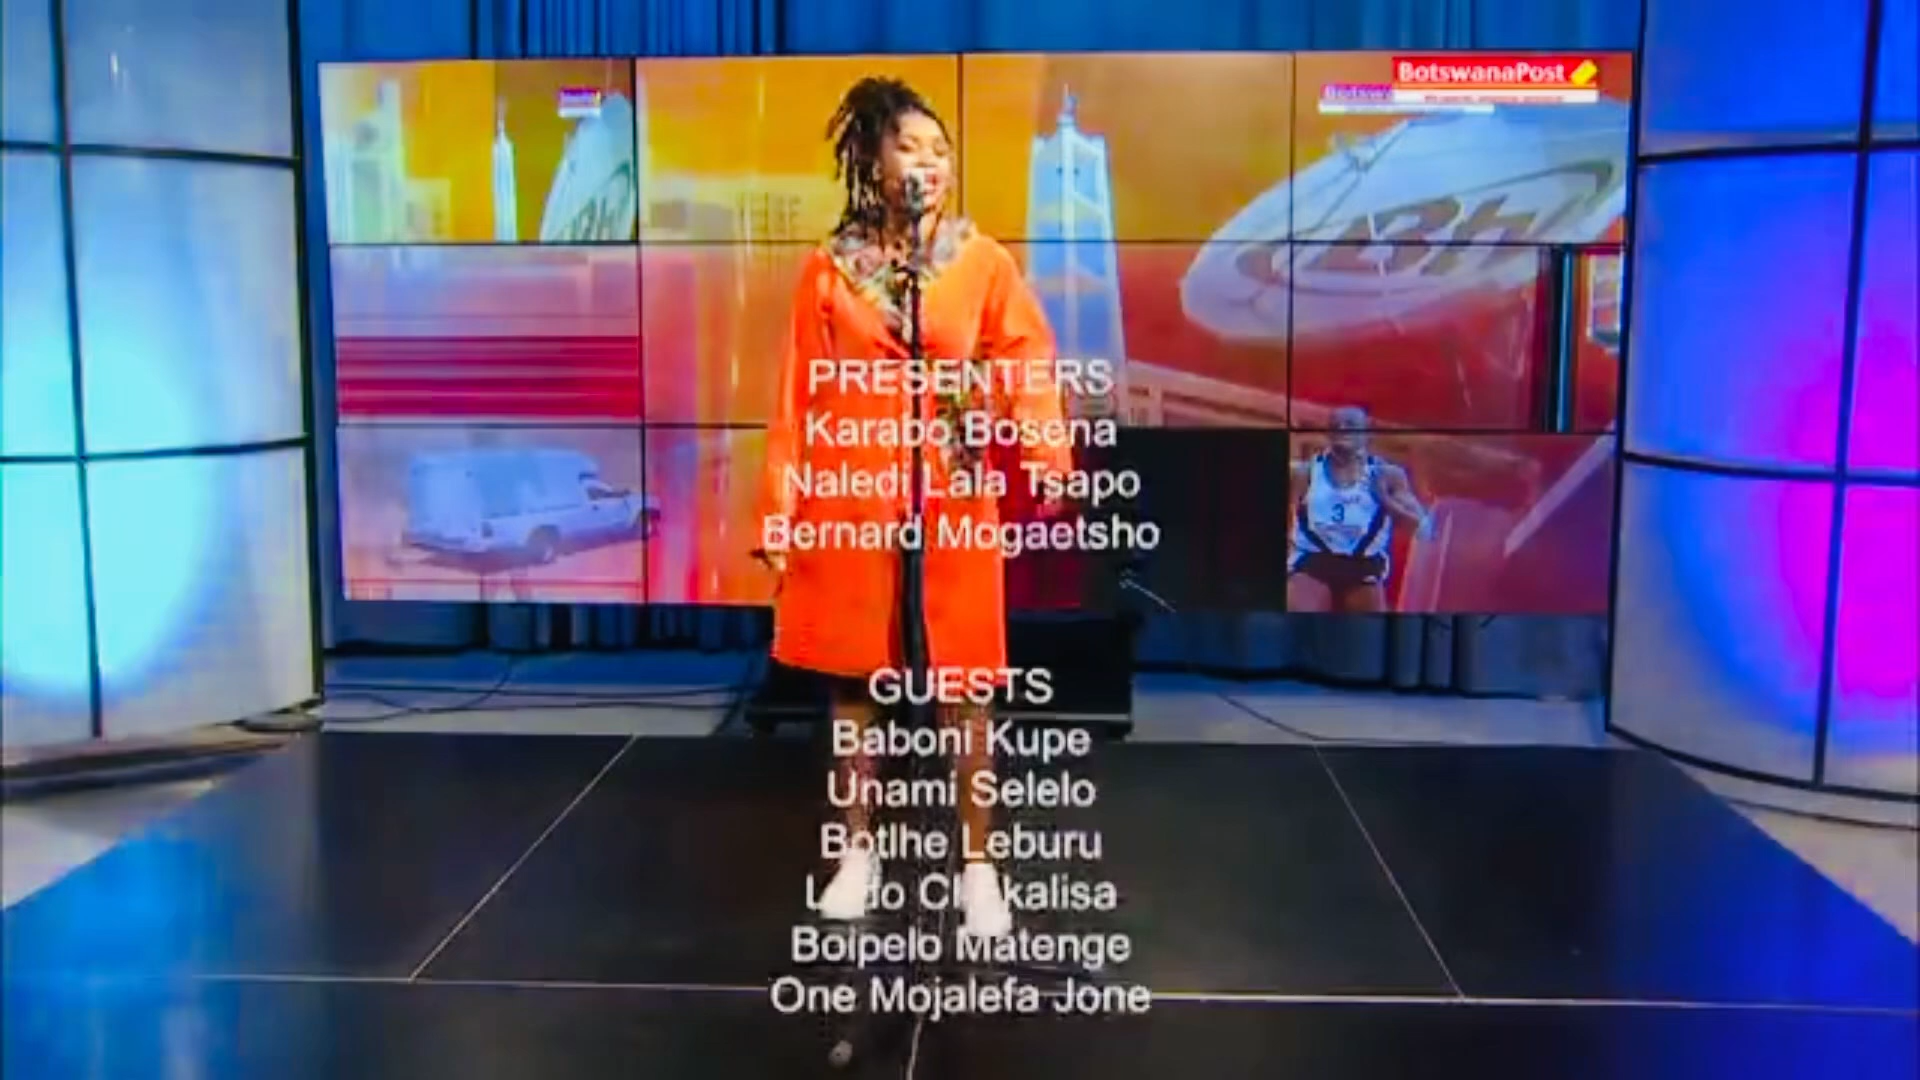 BotswanaPost
PRESENTERS
Karabo Bosena
Naledi Lala Tsapo
Bernard Mogaetsho
3
GUESTS
Baboni Kupe
Unami Selelo
Botlhe Leburu
Boipelo Matenge
One Mojalefa Jone